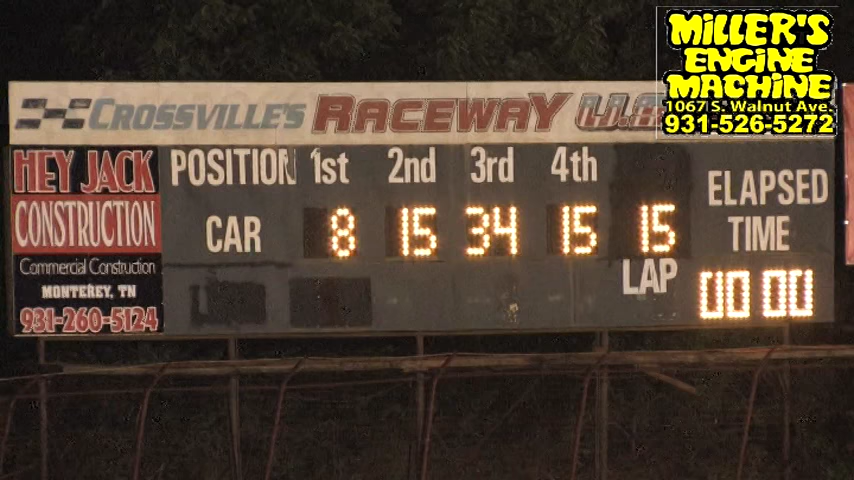 MILLER'S
ENGINE
MACHINE
1067 S. Walnut Ave.
931-526-5272
CROSSVILLE'S RACEWAY U.S.
HEY JACK
CONSTRUCTION
Commercial Construction
MONTEREY, TN
931-260-5124
POSITION 1st 2nd 3rd 4th
CAR 8 15 34 15 15
LAP
ELAPSED
TIME
00 00